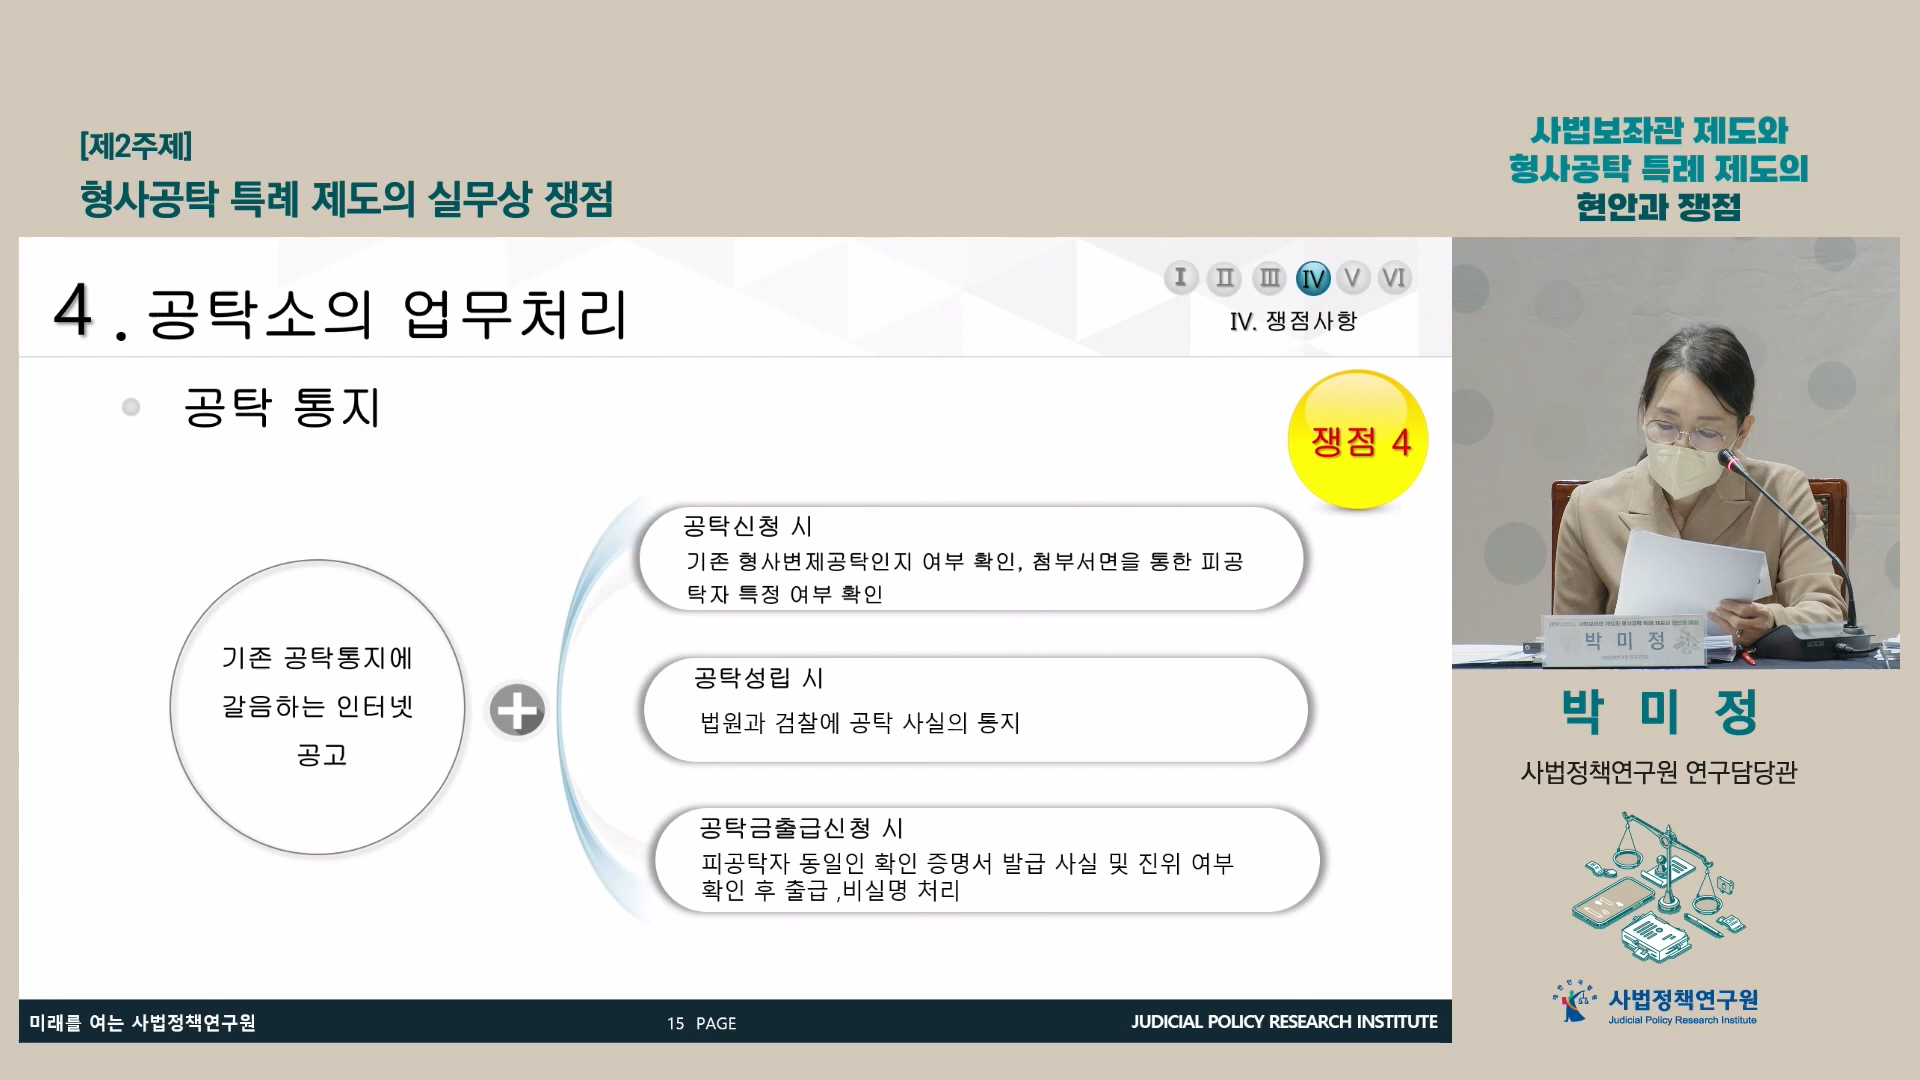 [제2주제]
형사공탁 특례 제도의 실무상 쟁점
사법보좌관 제도와
형사공탁 특례 제도의
현안과 쟁점
4. 공탁소의 업무처리
I II III IV V VI
IV. 쟁점사항
공탁 통지
쟁점 4
기존 공탁통지에
갈음하는 인터넷
공고
공탁신청 시
기존 형사변제공탁인지 여부 확인, 첨부서면을 통한 피공
탁자 특정 여부 확인
공탁성립 시
법원과 검찰에 공탁 사실의 통지
공탁금출급신청 시
피공탁자 동일인 확인 증명서 발급 사실 및 진위 여부
확인 후 출급 ,비실명 처리
미래를 여는 사법정책연구원
15 PAGE
JUDICIAL POLICY RESEARCH INSTITUTE
박 미 정
박 미 정
사법정책연구원 연구담당관
사법정책연구원
Judicial Policy Research Institute